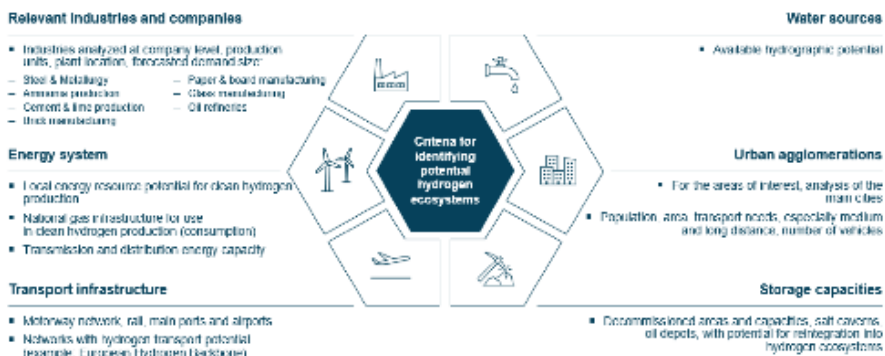 Relevant industries and companies
Industries analyzed at company level, production
units, plant location, forecasted demand size:
– Steel & Metallurgy
– Ammonia production
– Cement & lime production
– Brick manufacturing
– Paper & board manufacturing
– Glass manufacturing
– Oil refineries
Energy system
Local energy resource potential for clean hydrogen
production
National gas infrastructure for use
in clean hydrogen production (consumption)
Transmission and distribution energy capacity
Transport infrastructure
Motorway network, rail, main ports and airports
Networks with hydrogen transport potential
(example, European Hydrogen Backbone)
Criteria for
identifying
potential
hydrogen
ecosystems
Water sources
Available hydrographic potential
Urban agglomerations
For the areas of interest, analysis of the
main cities
Population, area, transport needs, especially medium
and long distance, number of vehicles
Storage capacities
Decommissioned areas and capacities, salt caverns,
oil depots, with potential for reintegration into
hydrogen ecosystems